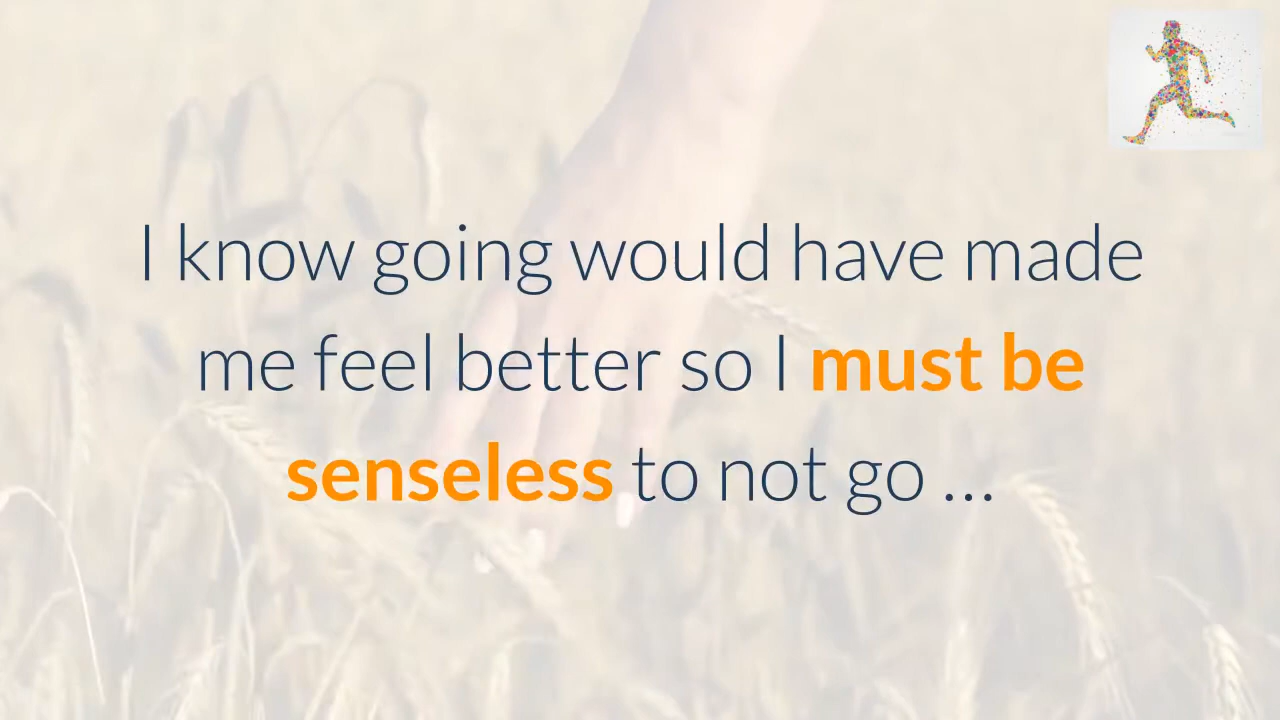 I know going would have made
me feel better so I must be
senseless to not go ...